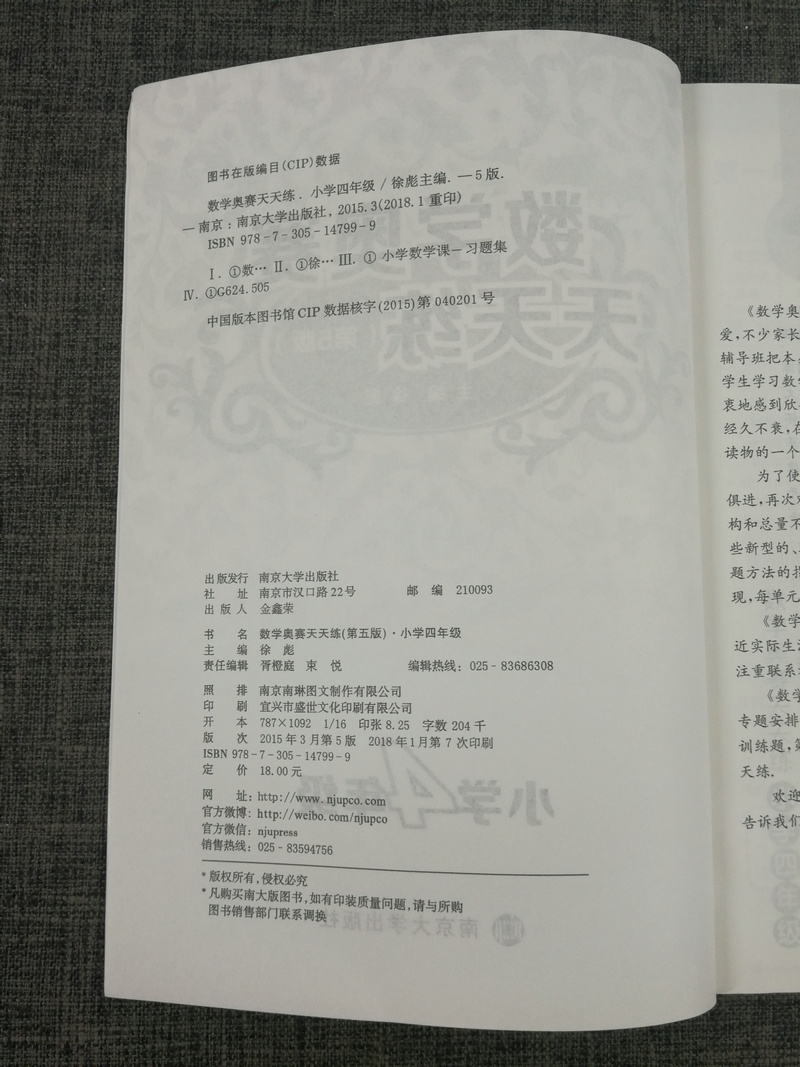 图书在版编目(CIP)数据
数学奥赛天天练. 小学四年级 / 徐彪主编. —5版.
—南京:南京大学出版社, 2015.3(2018.1 重印)
ISBN 978-7-305-14799-9
Ⅰ. ①数… Ⅱ. ①徐… Ⅲ. ① 小学数学课-习题集
Ⅳ. ①G624.505
中国版本图书馆 CIP 数据核字(2015)第 040201 号
出版发行 南京大学出版社
社 址 南京市汉口路22号 邮 编 210093
出 版 人 金鑫荣
书 名 数学奥赛天天练(第五版)·小学四年级
主 编 徐 彪
责任编辑 胥橙庭 束 悦 编辑热线: 025-83686308
照 排 南京南琳图文制作有限公司
印 刷 宜兴市盛世文化印刷有限公司
开 本 787×1092 1/16 印张 8.25 字数 204 千
版 次 2015年3月第5版 2018年1月第7次印刷
ISBN 978-7-305-14799-9
定 价 18.00元
网 址: http://www.njupco.com
官方微博: http://weibo.com/njupco
官方微信: njupress
销售热线: 025-83594756
* 版权所有,侵权必究
* 凡购买南大版图书,如有印装质量问题,请与所购
图书销售部门联系调换
《数学奥
爱,不少家长
辅导班把本
学生学习数学
衷地感到欣
经久不衰,在
读物的一个
为了使
俱进,再次对
构和总量不
些新型的、
题方法的指
现,每单元
《数学
近实际生活
注重联系
《数学
专题安排
训练题,第
天练.
欢迎
告诉我们